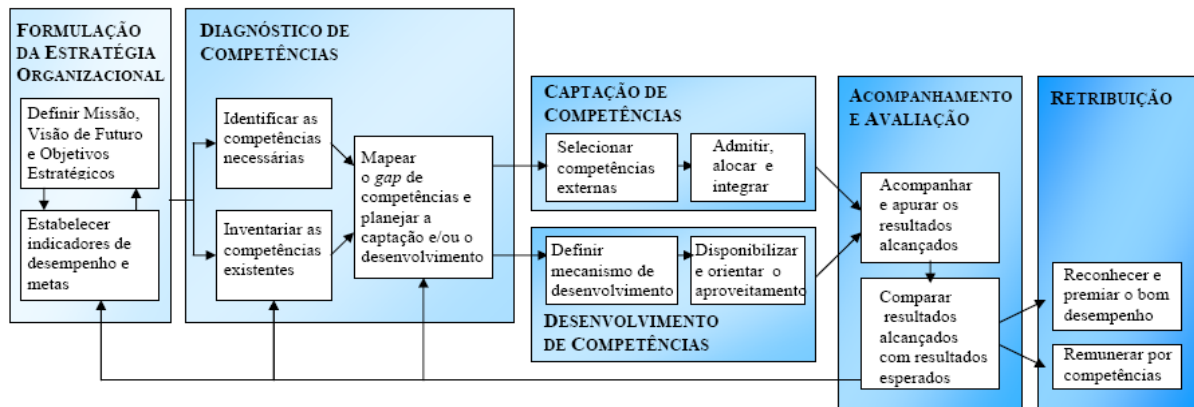 FORMULAÇÃO
DA ESTRATÉGIA
ORGANIZACIONAL
Definir Missão,
Visão de Futuro
e Objetivos
Estratégicos
Estabelecer
indicadores de
desempenho e
metas
DIAGNÓSTICO DE
COMPETÊNCIAS
Identificar as
competências
necessárias
Inventariar as
competências
existentes
Mapear
o gap de
competências e
planejar a
captação e/ou o
desenvolvimento
CAPTAÇÃO DE
COMPETÊNCIAS
Selecionar
competências
externas
Admitir,
alocar e
integrar
Definir
mecanismo de
desenvolvimento
Disponibilizar
e orientar o
aproveitamento
DESENVOLVIMENTO
DE COMPETÊNCIAS
ACOMPANHAMENTO
E AVALIAÇÃO
Acompanhar
e apurar os
resultados
alcançados
Comparar
resultados
alcançados
com resultados
esperados
RETRIBUIÇÃO
Reconhecer e
premiar o bom
desempenho
Remunerar por
competências